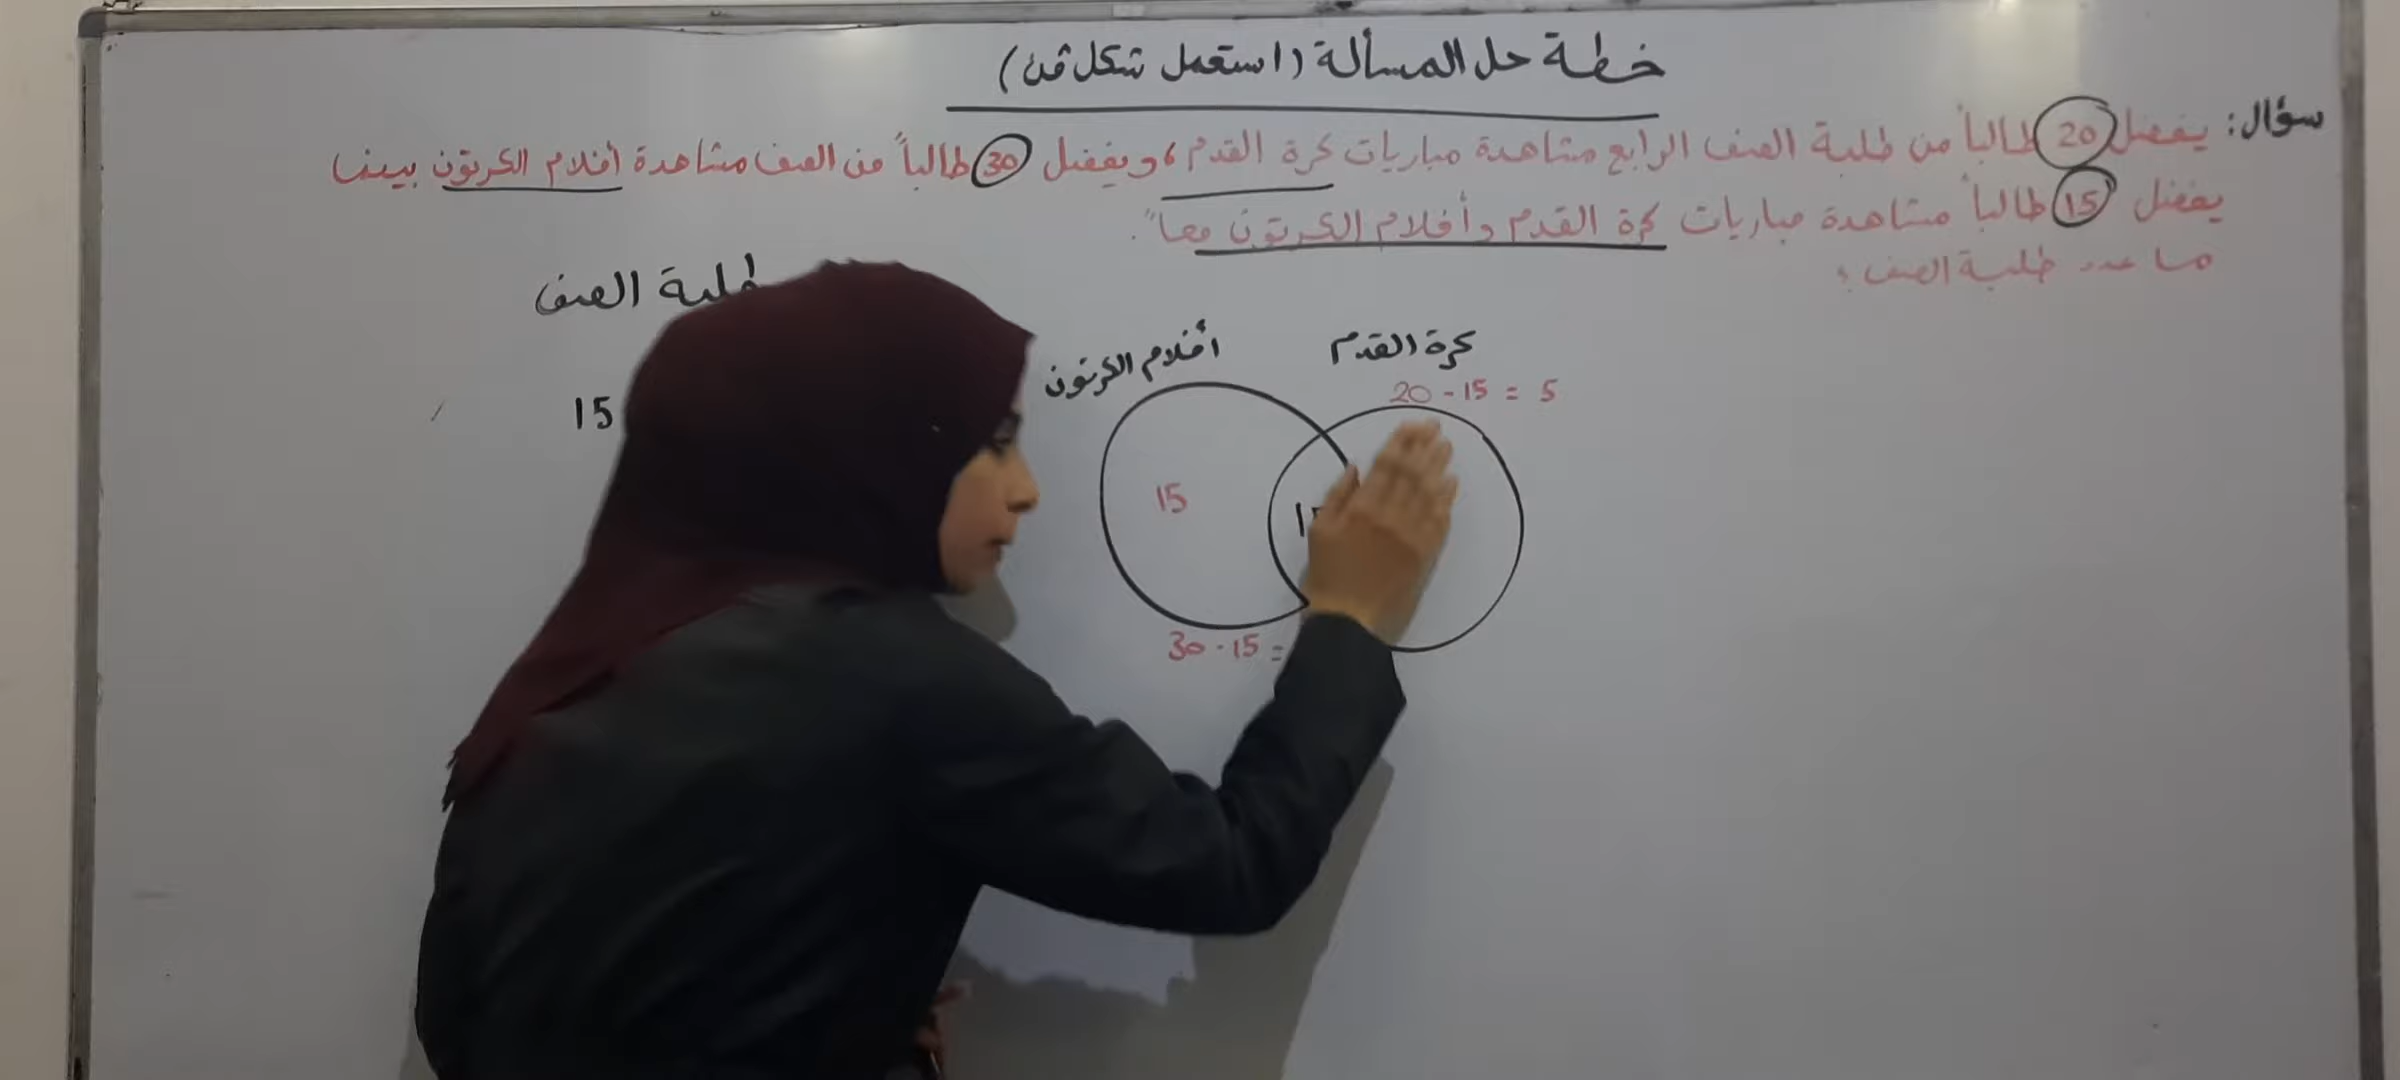 خطة حل المسألة (استعمل شكل ڤن)
سؤال: يفضل 20 طالباً من طلبة الصف الرابع مشاهدة مباريات كرة القدم، ويفضل 30 طالباً من الصف مشاهدة أفلام الكرتون بينما
يفضل 15 طالباً مشاهدة مباريات كرة القدم وأفلام الكرتون معاً.
ما عدد طلبة الصف؟
طلبة الصف
أفلام الكرتون
كرة القدم
20 - 15 = 5
15
15
30 - 15 =